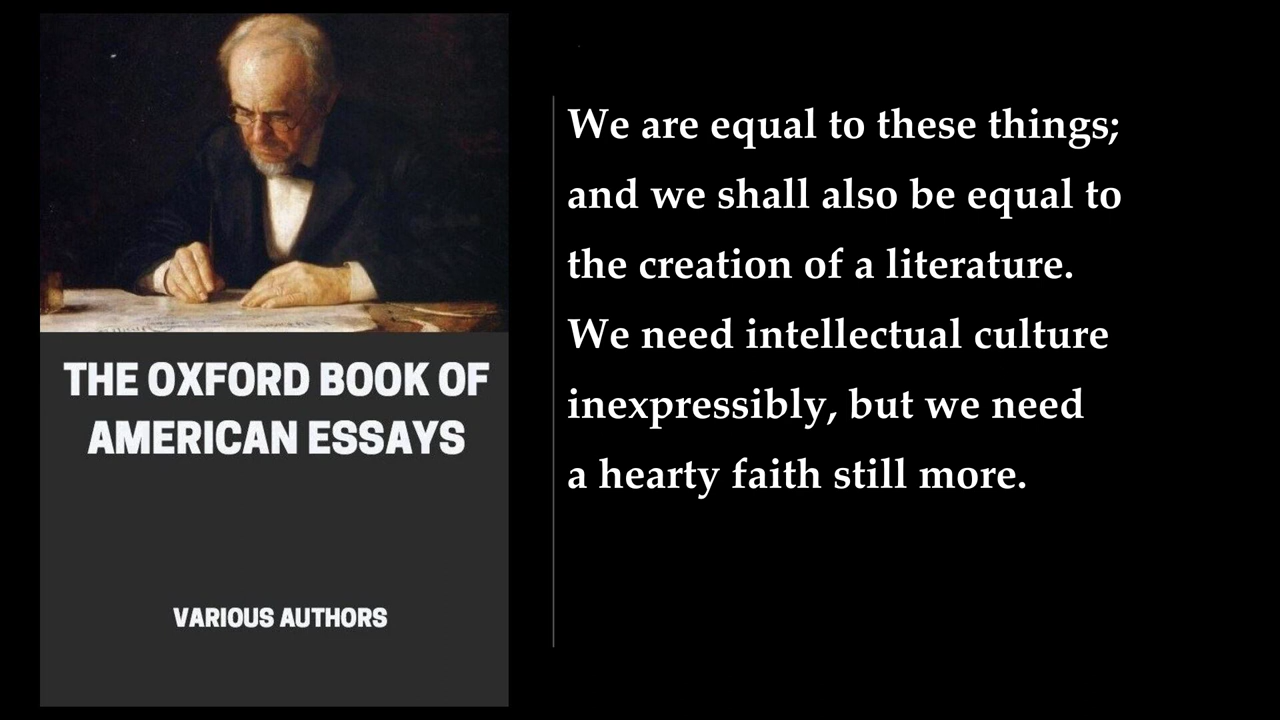 THE OXFORD BOOK OF
AMERICAN ESSAYS
VARIOUS AUTHORS
We are equal to these things;
and we shall also be equal to
the creation of a literature.
We need intellectual culture
inexpressibly, but we need
a hearty faith still more.